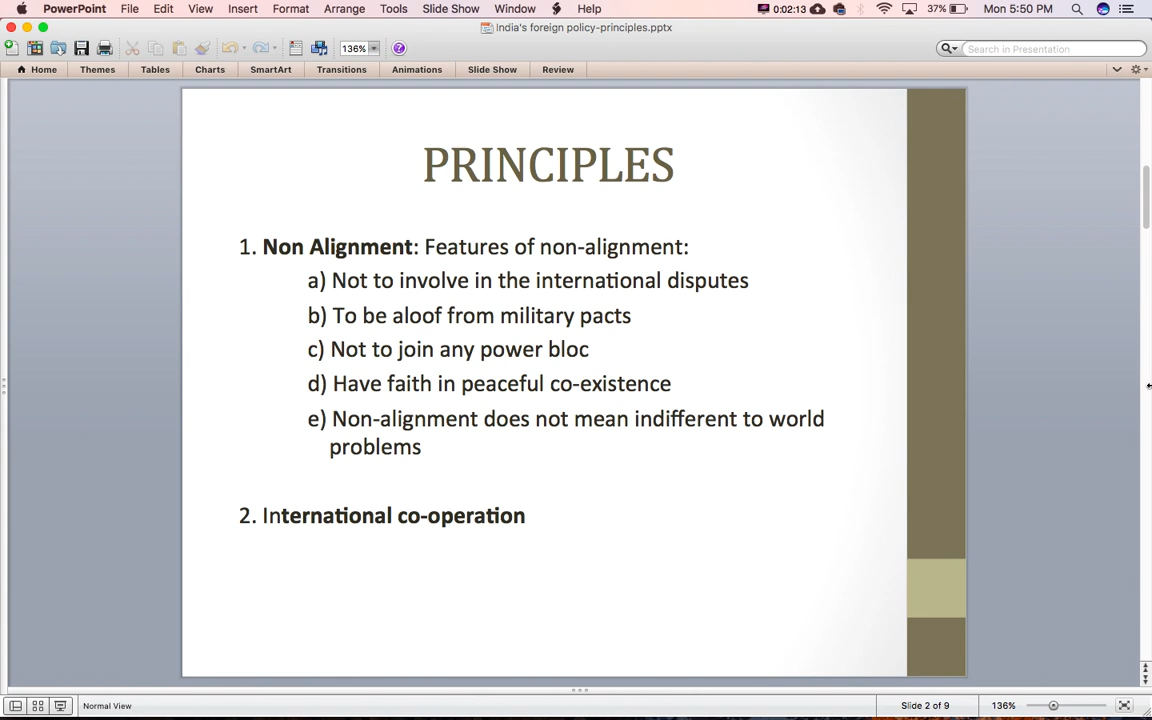 PowerPoint File Edit View Insert Format Arrange Tools Slide Show Window Help 00:02:13 37% Mon 5:50 PM
India's foreign policy-principles.pptx
136% Search in Presentation
Home Themes Tables Charts SmartArt Transitions Animations Slide Show Review
PRINCIPLES
1. Non Alignment: Features of non-alignment:
a) Not to involve in the international disputes
b) To be aloof from military pacts
c) Not to join any power bloc
d) Have faith in peaceful co-existence
e) Non-alignment does not mean indifferent to world
problems
2. International co-operation
Normal View Slide 2 of 9 136%